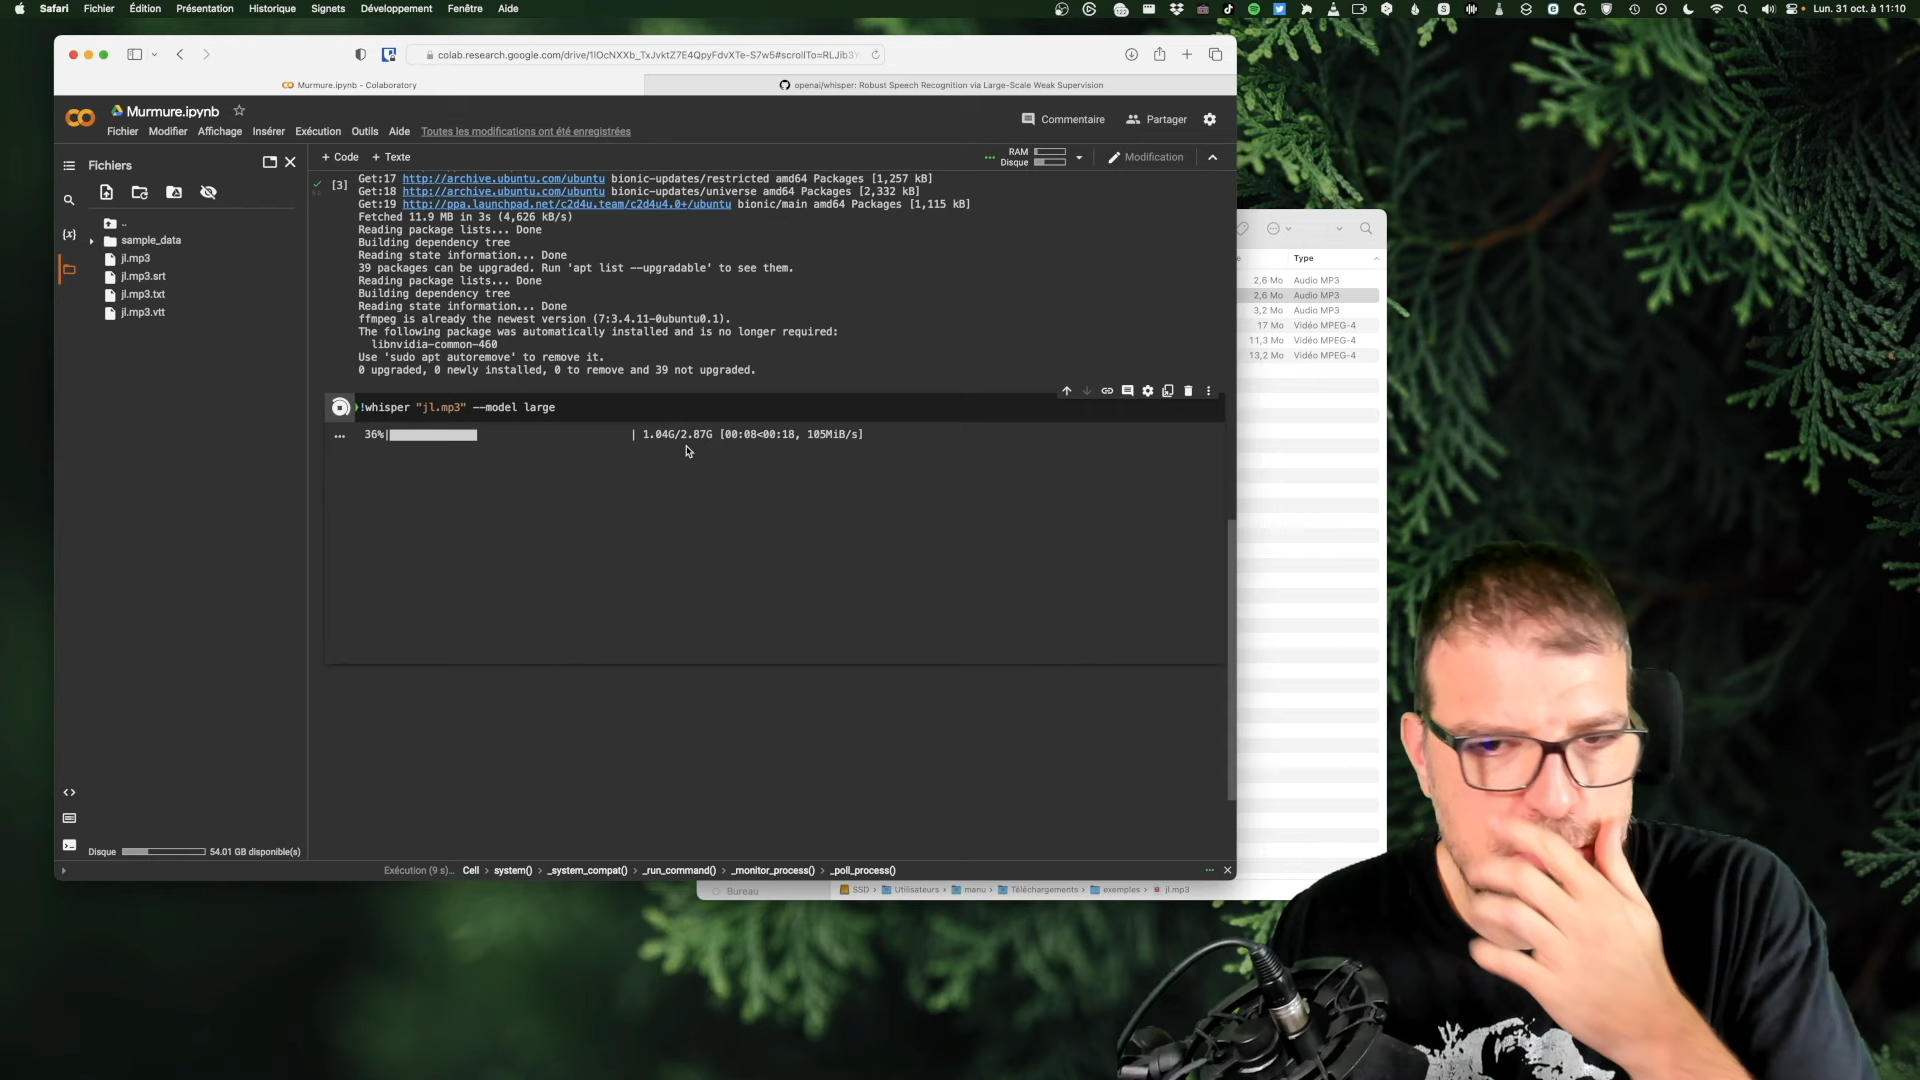 Safari Fichier Édition Présentation Historique Signets Développement Fenêtre Aide
Lun. 31 oct. à 11:10
colab.research.google.com/drive/1lOcNXXb_TxJvktZ7E4QpyFdvXTe-S7w5#scrollTo=RLJib3Y
Murmure.ipynb - Colaboratory
openai/whisper: Robust Speech Recognition via Large-Scale Weak Supervision
Murmure.ipynb
Fichier Modifier Affichage Insérer Exécution Outils Aide Toutes les modifications ont été enregistrées
Commentaire Partager
Fichiers
+ Code + Texte
RAM
Disque
Modification
..
sample_data
jl.mp3
jl.mp3.srt
jl.mp3.txt
jl.mp3.vtt
[3]
Get:17 http://archive.ubuntu.com/ubuntu bionic-updates/restricted amd64 Packages [1,257 kB]
Get:18 http://archive.ubuntu.com/ubuntu bionic-updates/universe amd64 Packages [2,332 kB]
Get:19 http://ppa.launchpad.net/c2d4u.team/c2d4u4.0+/ubuntu bionic/main amd64 Packages [1,115 kB]
Fetched 11.9 MB in 3s (4,626 kB/s)
Reading package lists... Done
Building dependency tree
Reading state information... Done
39 packages can be upgraded. Run 'apt list --upgradable' to see them.
Reading package lists... Done
Building dependency tree
Reading state information... Done
ffmpeg is already the newest version (7:3.4.11-0ubuntu0.1).
The following package was automatically installed and is no longer required:
libnvidia-common-460
Use 'sudo apt autoremove' to remove it.
0 upgraded, 0 newly installed, 0 to remove and 39 not upgraded.
!whisper "jl.mp3" --model large
36%| | 1.04G/2.87G [00:08<00:18, 105MiB/s]
Type
2,6 Mo Audio MP3
2,6 Mo Audio MP3
3,2 Mo Audio MP3
17 Mo Vidéo MPEG-4
11,3 Mo Vidéo MPEG-4
13,2 Mo Vidéo MPEG-4
Disque 54.01 GB disponible(s)
Exécution (9 s)... Cell > system() > _system_compat() > _run_command() > _monitor_process() > _poll_process()
Bureau
SSD > Utilisateurs > manu > Téléchargements > exemples > jl.mp3